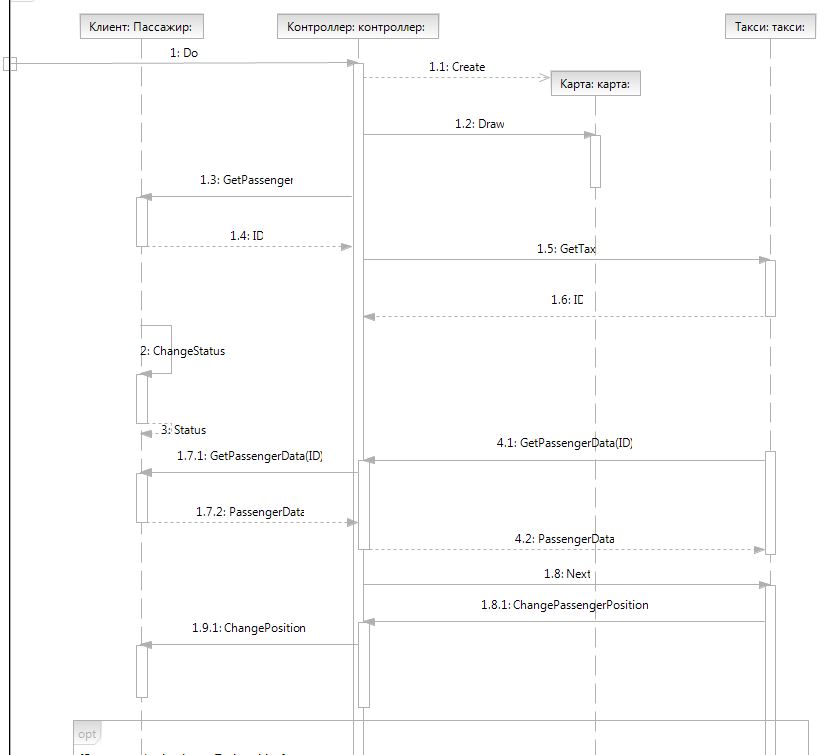 Клиент: Пассажир:
Контроллер: контроллер:
Такси: такси:
1: Do
1.1: Create
Карта: карта:
1.2: Draw
1.3: GetPassenger
1.4: ID
1.5: GetTax
1.6: ID
2: ChangeStatus
3: Status
4.1: GetPassengerData(ID)
1.7.1: GetPassengerData(ID)
1.7.2: PassengerData
4.2: PassengerData
1.8: Next
1.8.1: ChangePassengerPosition
1.9.1: ChangePosition
opt